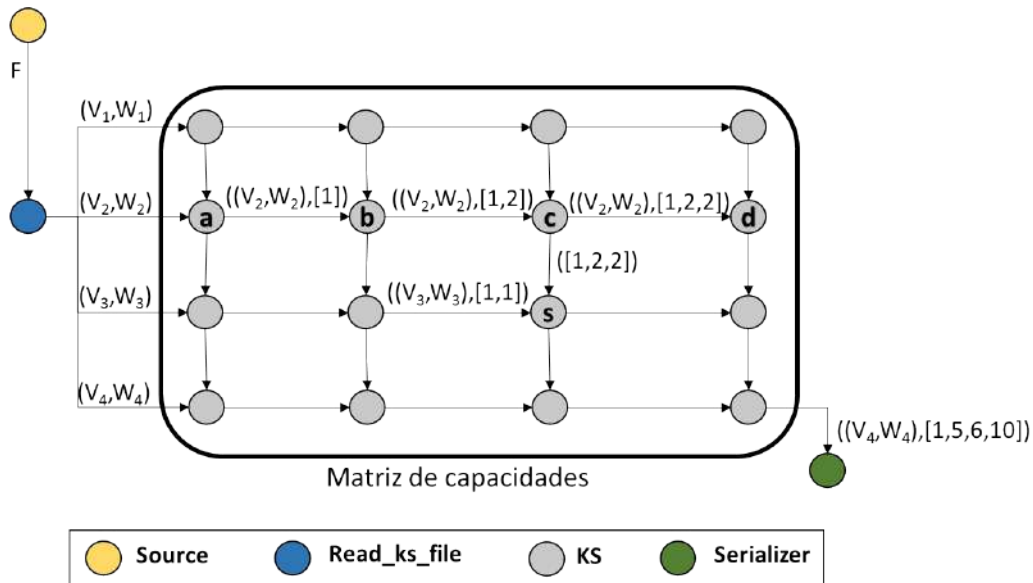 F
(V₁,W₁)
(V₂,W₂) a ((V₂,W₂),[1]) b ((V₂,W₂),[1,2]) c ((V₂,W₂),[1,2,2]) d
([1,2,2])
(V₃,W₃) ((V₃,W₃),[1,1]) s
(V₄,W₄)
((V₄,W₄),[1,5,6,10])
Matriz de capacidades
Source Read_ks_file KS Serializer